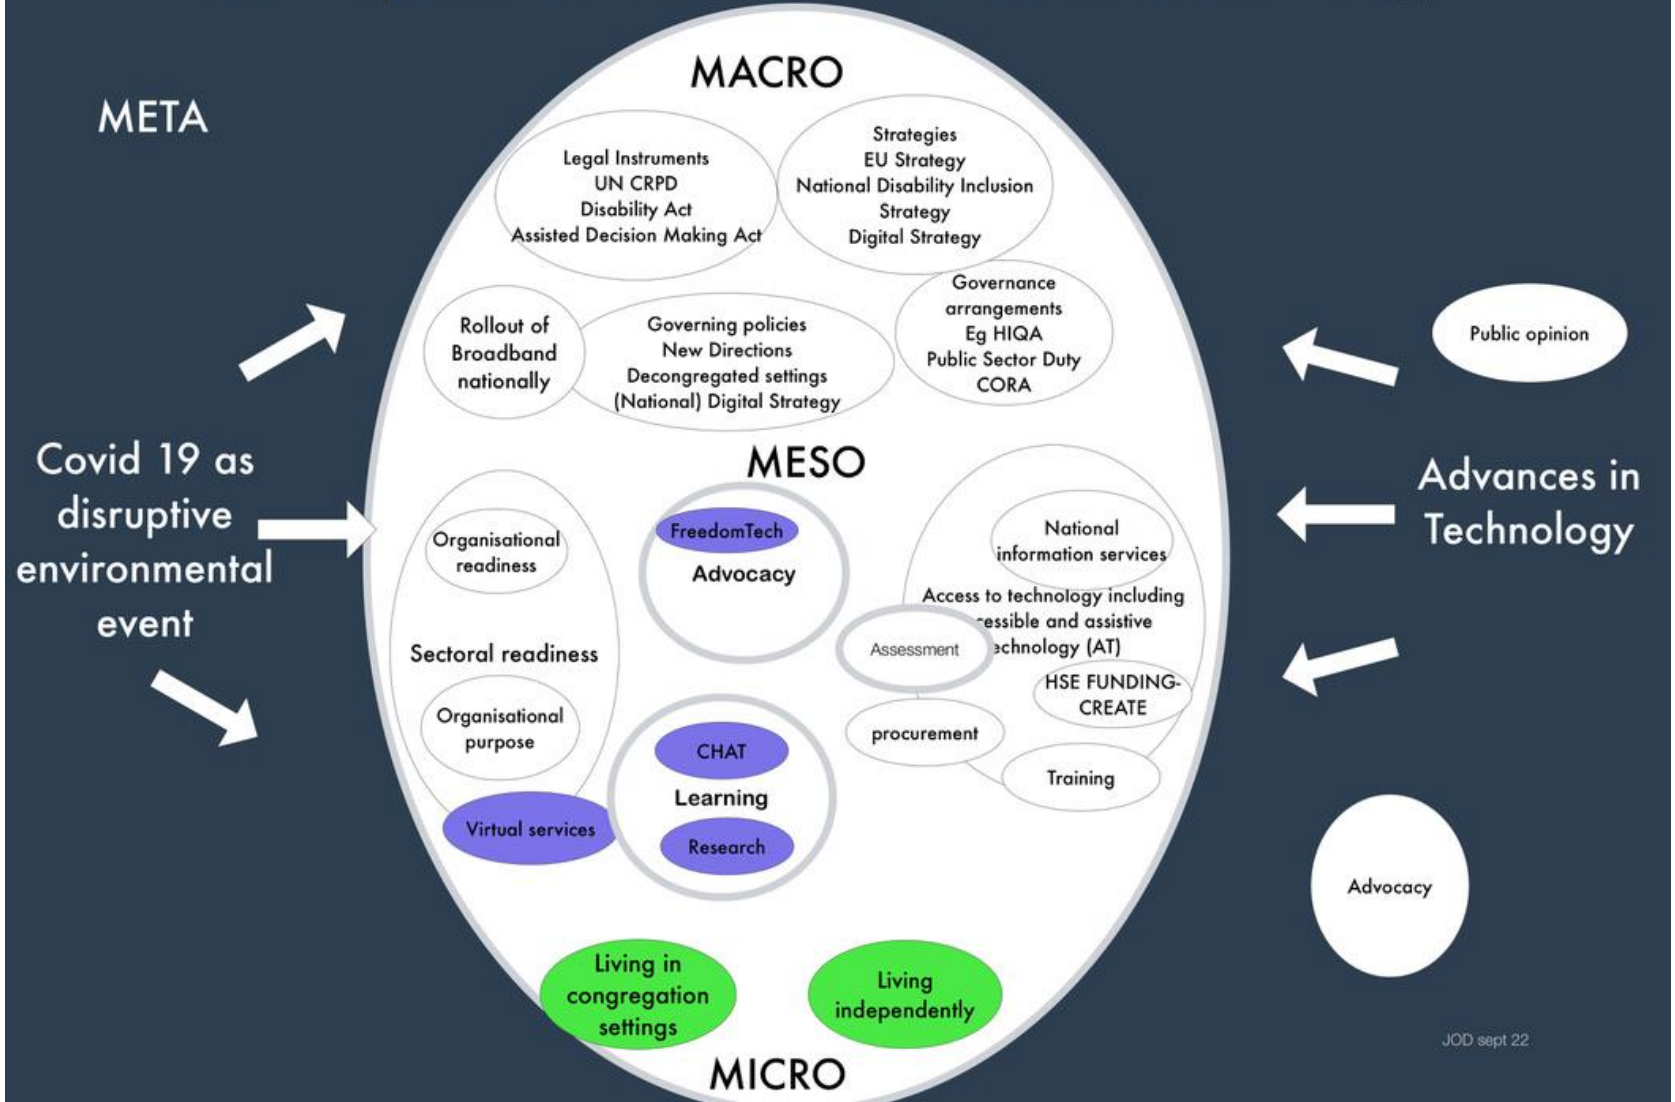 MACRO
META
Legal Instruments
UN CRPD
Disability Act
Assisted Decision Making Act
Strategies
EU Strategy
National Disability Inclusion
Strategy
Digital Strategy
Rollout of
Broadband
nationally
Governing policies
New Directions
Decongregated settings
(National) Digital Strategy
Governance
arrangements
Eg HIQA
Public Sector Duty
CORA
Public opinion
Covid 19 as
disruptive
environmental
event
MESO
Advances in
Technology
Organisational
readiness
Sectoral readiness
Organisational
purpose
Virtual services
FreedomTech
Advocacy
CHAT
Learning
Research
National
information services
Access to technology including
cessible and assistive
echnology (AT)
Assessment
HSE FUNDING-
CREATE
procurement
Training
Advocacy
Living in
congregation
settings
Living
independently
MICRO
JOD sept 22